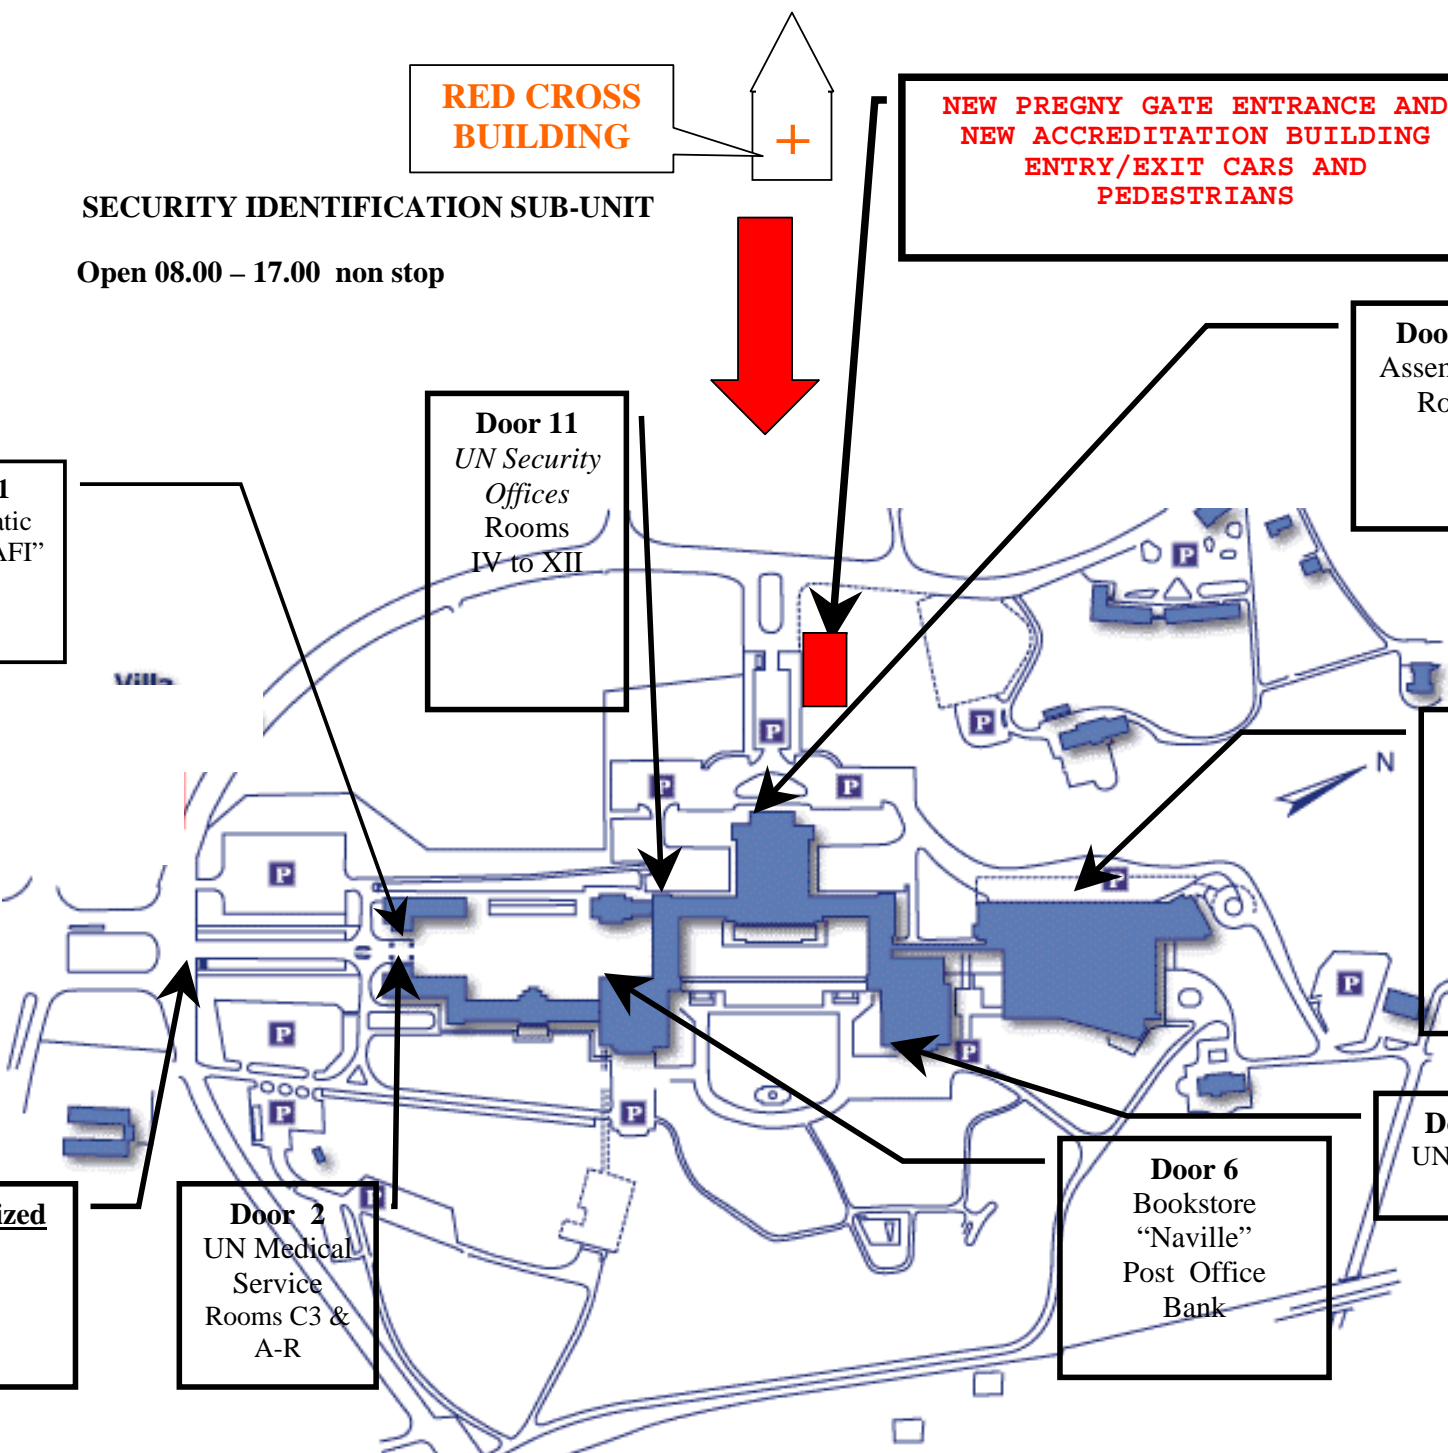 RED CROSS
BUILDING
NEW PREGNY GATE ENTRANCE AND
NEW ACCREDITATION BUILDING
ENTRY/EXIT CARS AND
PEDESTRIANS
SECURITY IDENTIFICATION SUB-UNIT
Open 08.00 – 17.00 non stop
Door 11
UN Security
Offices
Rooms
IV to XII
1
P
P
P
P
P
N
P
P
P
P
P
P
P
P
Door 2
UN Medical
Service
Rooms C3 &
A-R
Door 6
Bookstore
“Naville”
Post Office
Bank
UN